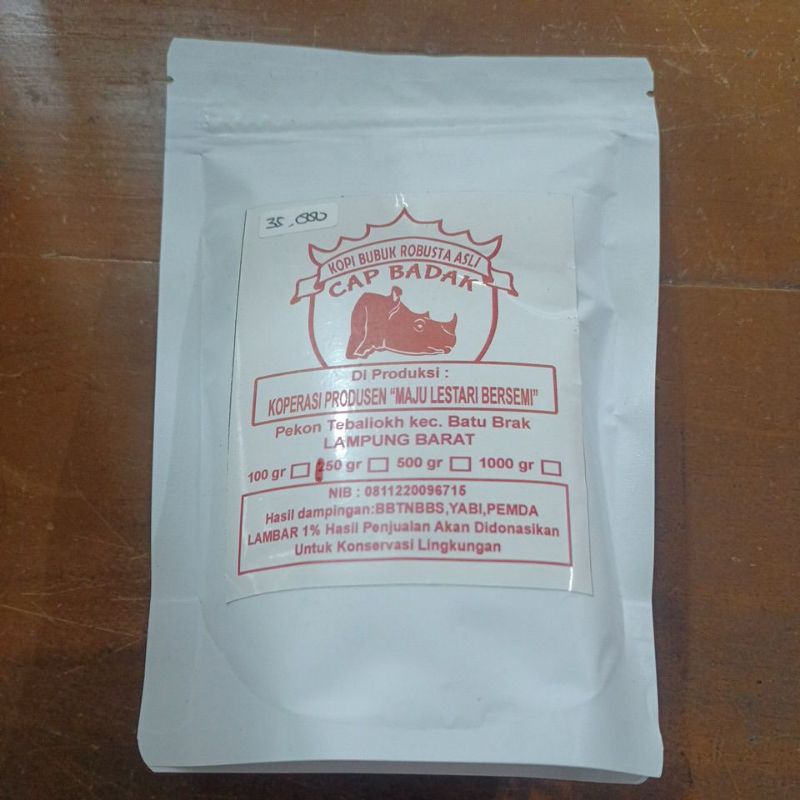 35.000
KOPI BUBUK ROBUSTA ASLI
CAP BADAK
Di Produksi :
KOPERASI PRODUSEN "MAJU LESTARI BERSEMI"
Pekon Tebaliokh kec. Batu Brak
LAMPUNG BARAT
100 gr 250 gr 500 gr 1000 gr
NIB : 0811220096715
Hasil dampingan:BBTNBBS,YABI,PEMDA
LAMBAR 1% Hasil Penjualan Akan Didonasikan
Untuk Konservasi Lingkungan